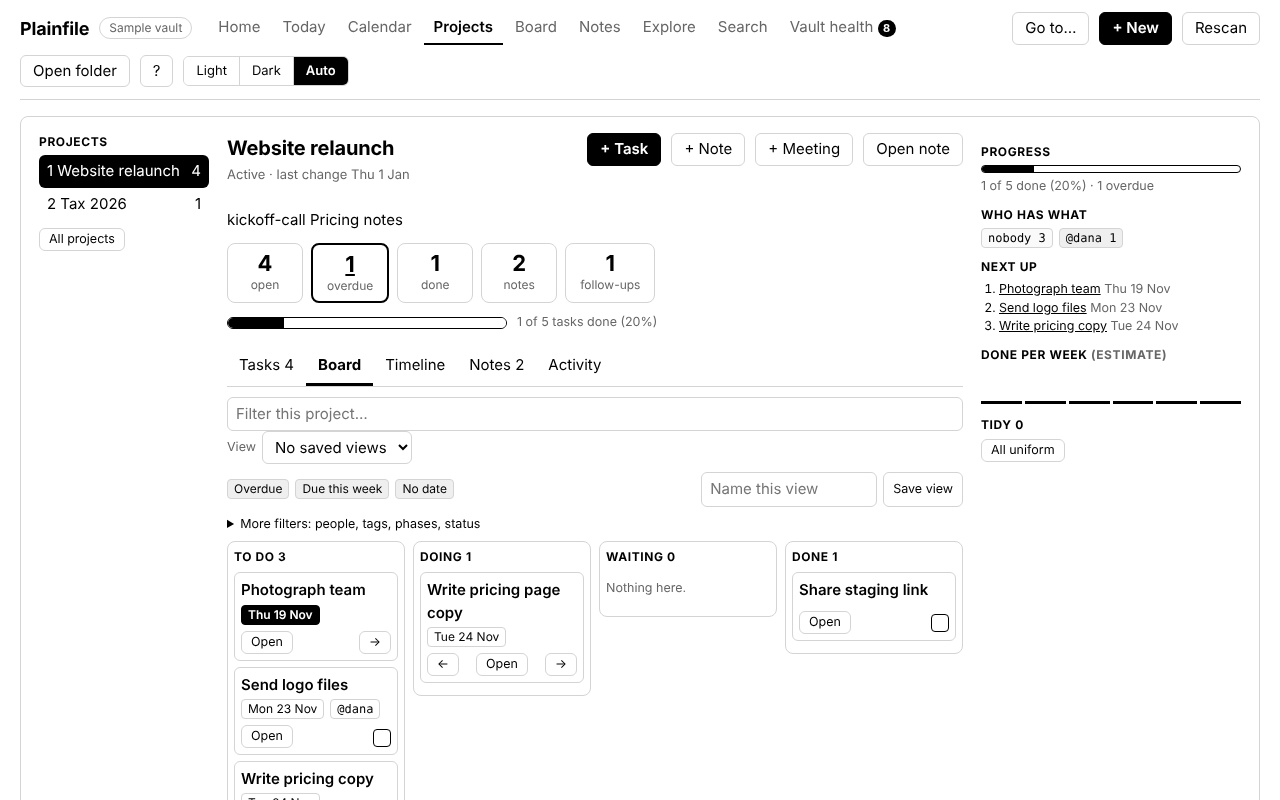 Plainfile Sample vault Home Today Calendar Projects Board Notes Explore Search Vault health 8 Go to... + New Rescan
Open folder ? Light Dark Auto
PROJECTS
1 Website relaunch 4
2 Tax 2026 1
All projects
Website relaunch + Task + Note + Meeting Open note
Active · last change Thu 1 Jan
kickoff-call Pricing notes
4 open
1 overdue
1 done
2 notes
1 follow-ups
1 of 5 tasks done (20%)
Tasks 4 Board Timeline Notes 2 Activity
Filter this project...
View No saved views
Overdue Due this week No date Name this view Save view
▶ More filters: people, tags, phases, status
TO DO 3
Photograph team
Thu 19 Nov
Open →
Send logo files
Mon 23 Nov @dana
Open
Write pricing copy
DOING 1
Write pricing page
copy
Tue 24 Nov
← Open →
WAITING 0
Nothing here.
DONE 1
Share staging link
Open
PROGRESS
1 of 5 done (20%) · 1 overdue
WHO HAS WHAT
nobody 3 @dana 1
NEXT UP
1. Photograph team Thu 19 Nov
2. Send logo files Mon 23 Nov
3. Write pricing copy Tue 24 Nov
DONE PER WEEK (ESTIMATE)
TIDY 0
All uniform